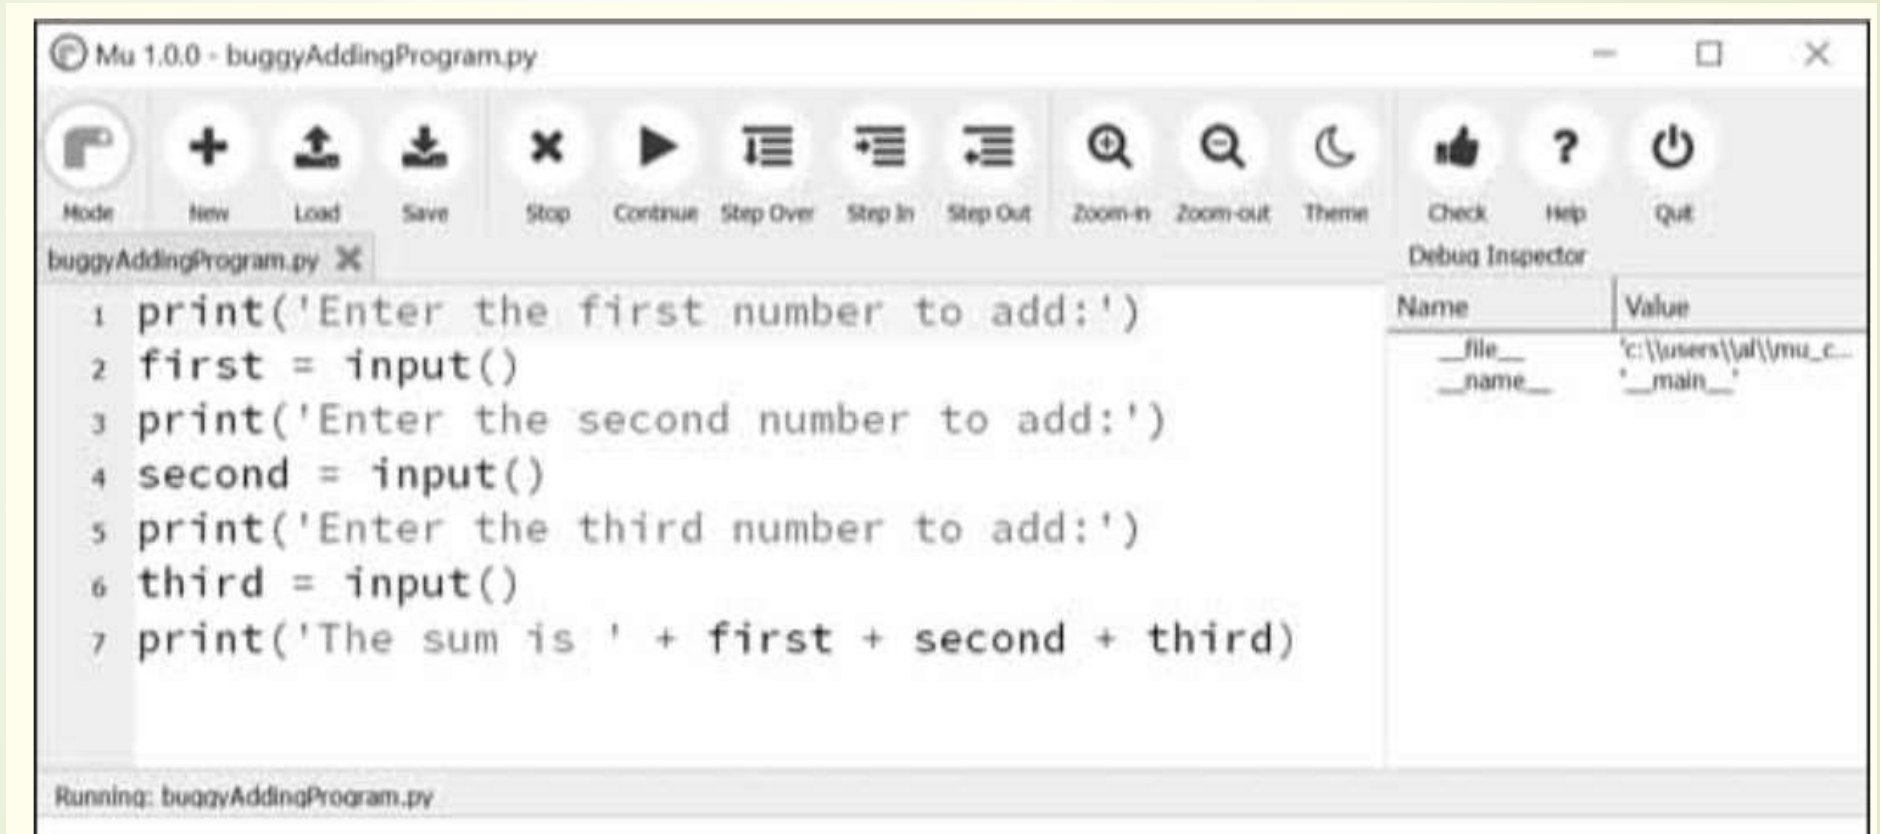 Mu 1.0.0 - buggyAddingProgram.py
Mode New Load Save Stop Continue Step Over Step In Step Out Zoom-in Zoom-out Theme Check Help Quit
buggyAddingProgram.py
Debug Inspector
Name Value
__file__ 'c:\\users\\al\\mu_c...
__name__ '__main__'
1 print('Enter the first number to add:')
2 first = input()
3 print('Enter the second number to add:')
4 second = input()
5 print('Enter the third number to add:')
6 third = input()
7 print('The sum is ' + first + second + third)
Running: buggyAddingProgram.py